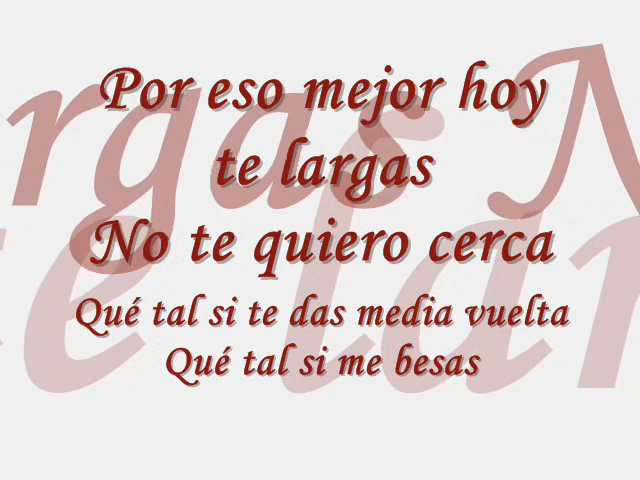 Por eso mejor hoy
te largas
No te quiero cerca
Qué tal si te das media vuelta
Qué tal si me besas